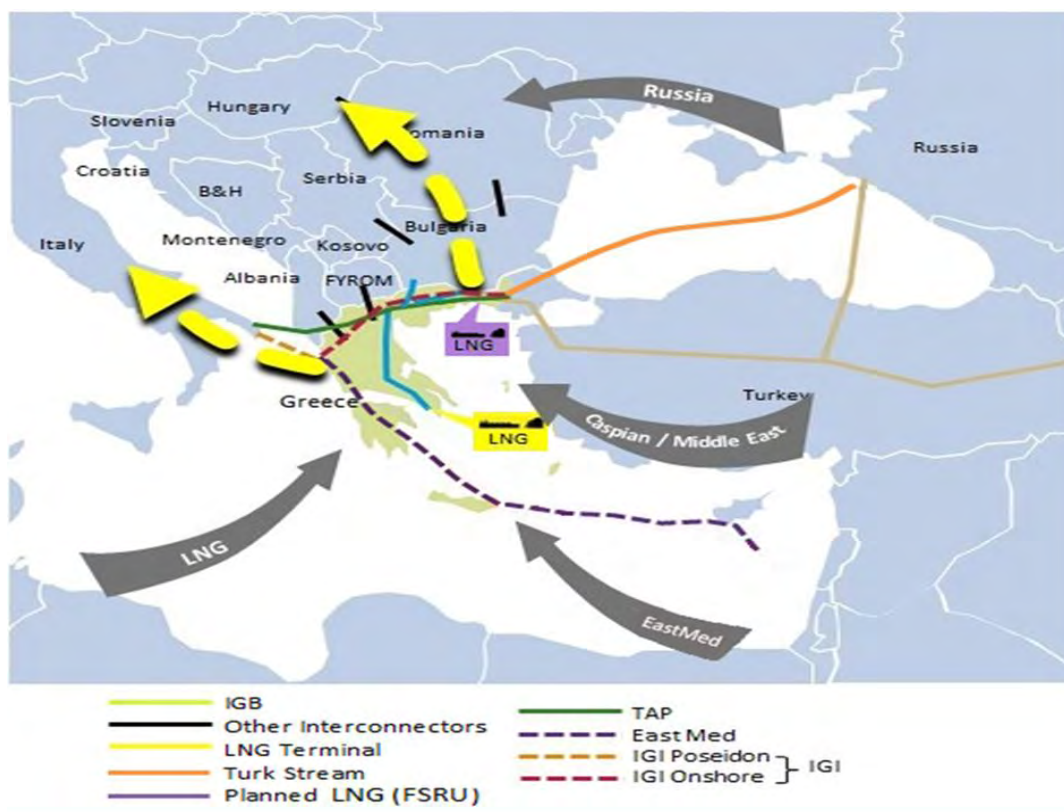 Russia
Hungary
Slovenia
omania
Russia
Croatia
Serbia
B&H
Bulgaria
Italy
Montenegro
Kosovo
Albania
FYROM
LNG
Turkey
Greece
Caspian / Middle East
LNG
LNG
EastMed
IGB
Other Interconnectors
LNG Terminal
Turk Stream
Planned LNG (FSRU)
TAP
East Med
IGI Poseidon
IGI Onshore
IGI